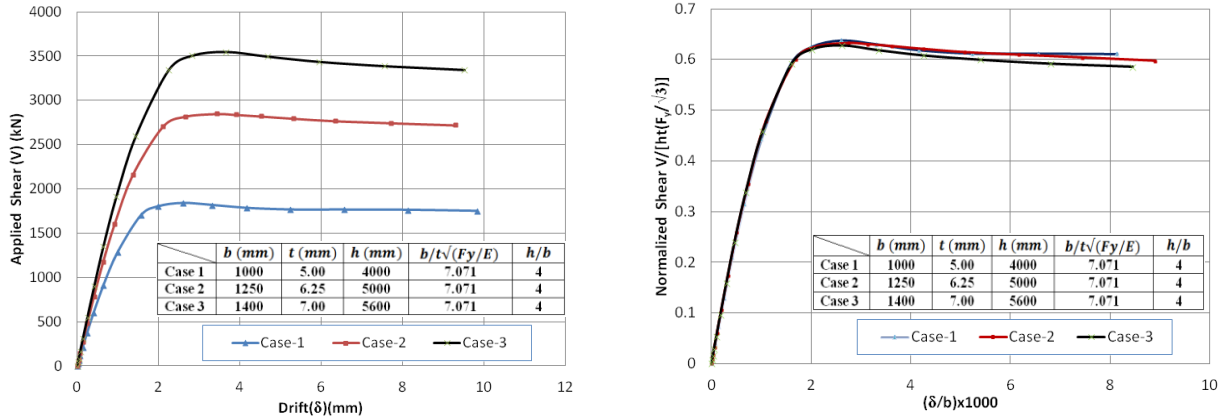 4000
3500
3000
2500
2000
1500
1000
500
0
Applied Shear (V) (kN)
b (mm) t (mm) h (mm) b/t√(Fy/E) h/b
Case 1 1000 5.00 4000 7.071 4
Case 2 1250 6.25 5000 7.071 4
Case 3 1400 7.00 5600 7.071 4
Case-1 Case-2 Case-3
0 2 4 6 8 10 12
Drift(δ)(mm)
0.7
0.6
0.5
0.4
0.3
0.2
0.1
0
Normalized Shear V/[ht(Fy/√3)]
b (mm) t (mm) h (mm) b/t√(Fy/E) h/b
Case 1 1000 5.00 4000 7.071 4
Case 2 1250 6.25 5000 7.071 4
Case 3 1400 7.00 5600 7.071 4
Case-1 Case-2 Case-3
0 2 4 6 8 10
(δ/b)x1000